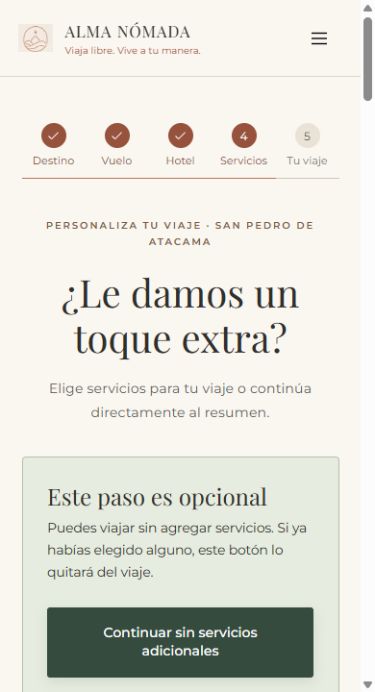 ALMA NÓMADA
Viaja libre. Vive a tu manera.
4 5
Destino Vuelo Hotel Servicios Tu viaje
PERSONALIZA TU VIAJE · SAN PEDRO DE
ATACAMA
¿Le damos un
toque extra?
Elige servicios para tu viaje o continúa
directamente al resumen.
Este paso es opcional
Puedes viajar sin agregar servicios. Si ya
habías elegido alguno, este botón lo
quitará del viaje.
Continuar sin servicios
adicionales